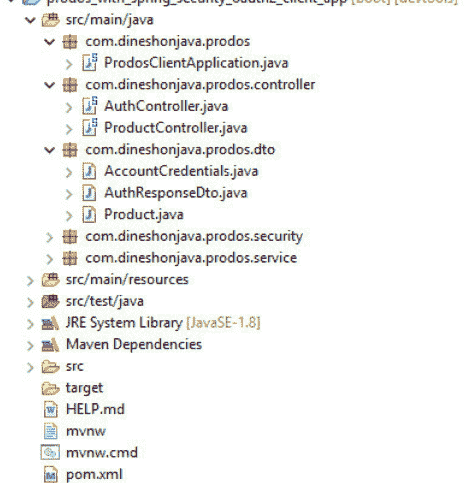 prodos_with_spring_security_oauth2_client_app [boot] [devtools]
src/main/java
com.dineshonjava.prodos
ProdosClientApplication.java
com.dineshonjava.prodos.controller
AuthController.java
ProductController.java
com.dineshonjava.prodos.dto
AccountCredentials.java
AuthResponseDto.java
Product.java
com.dineshonjava.prodos.security
com.dineshonjava.prodos.service
src/main/resources
src/test/java
JRE System Library [JavaSE-1.8]
Maven Dependencies
src
target
HELP.md
mvnw
mvnw.cmd
pom.xml